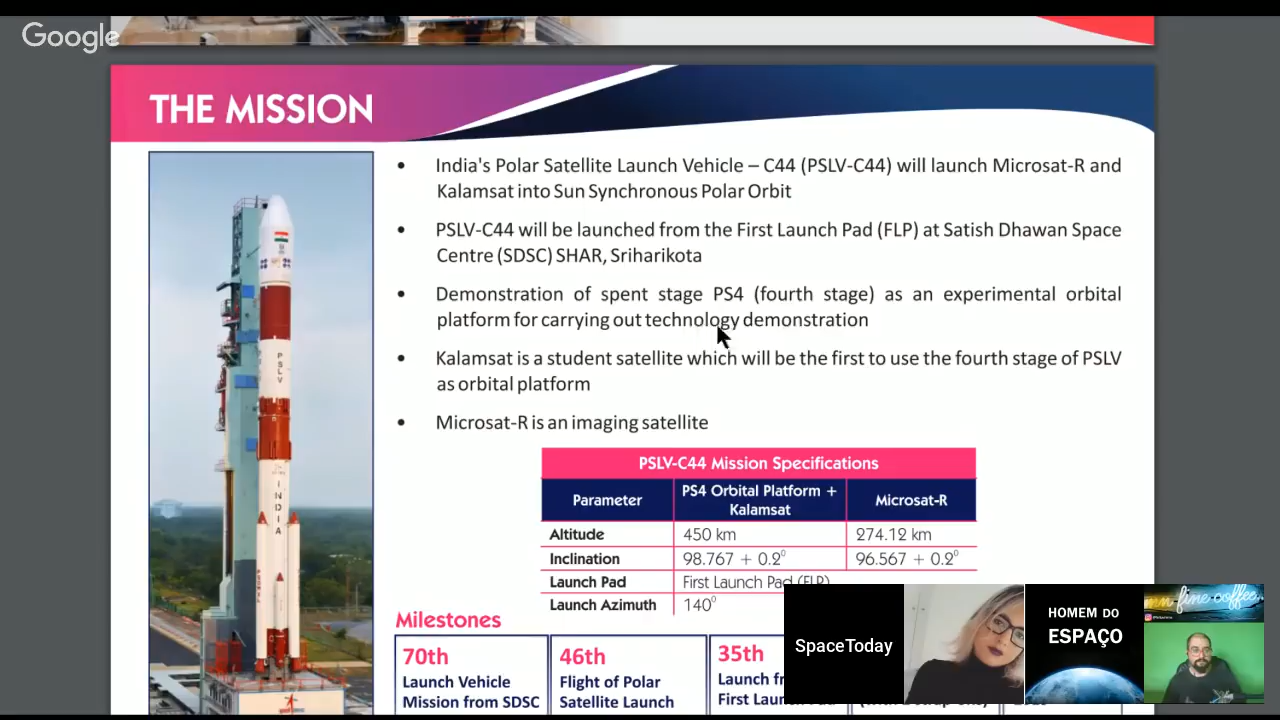 Google
THE MISSION
• India's Polar Satellite Launch Vehicle – C44 (PSLV-C44) will launch Microsat-R and
Kalamsat into Sun Synchronous Polar Orbit
• PSLV-C44 will be launched from the First Launch Pad (FLP) at Satish Dhawan Space
Centre (SDSC) SHAR, Sriharikota
• Demonstration of spent stage PS4 (fourth stage) as an experimental orbital
platform for carrying out technology demonstration
• Kalamsat is a student satellite which will be the first to use the fourth stage of PSLV
as orbital platform
• Microsat-R is an imaging satellite
PSLV
INDIA
PSLV-C44 Mission Specifications
Parameter PS4 Orbital Platform + Kalamsat Microsat-R
Altitude 450 km 274.12 km
Inclination 98.767 + 0.2⁰ 96.567 + 0.2⁰
Launch Pad First Launch Pad (FLP)
Launch Azimuth 140⁰
Milestones
70th
Launch Vehicle
Mission from SDSC
46th
Flight of Polar
Satellite Launch
35th
Launch
First
SpaceToday
HOMEM DO
ESPAÇO
fine coffee.